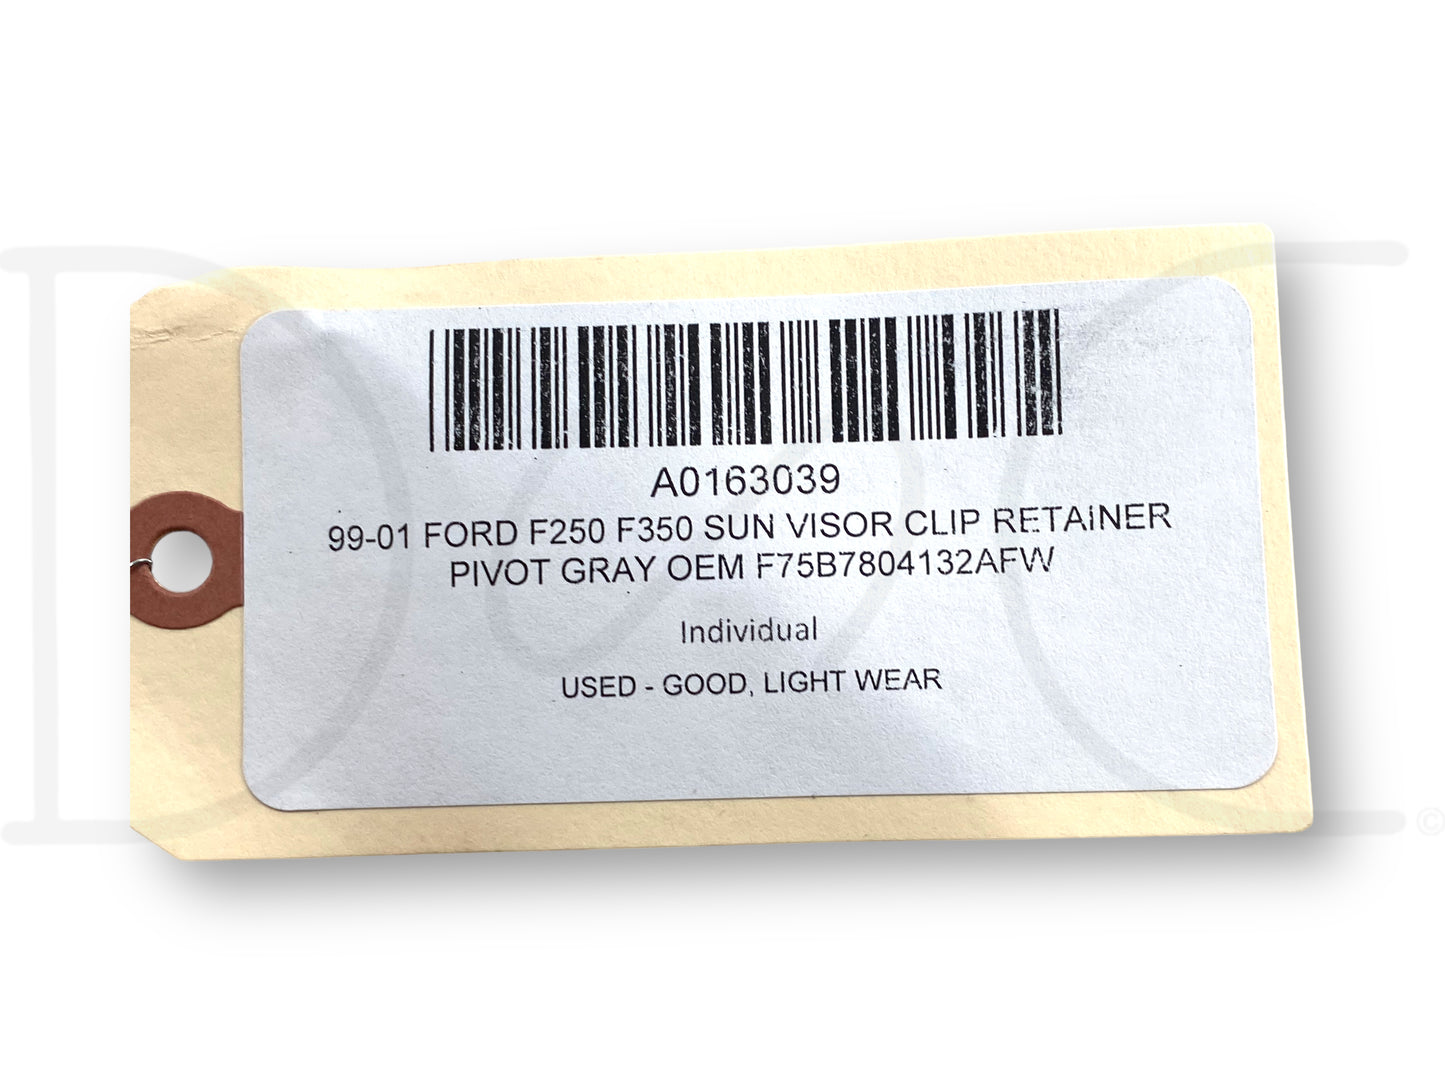 A0163039
99-01 FORD F250 F350 SUN VISOR CLIP RETAINER
PIVOT GRAY OEM F75B7804132AFW
Individual
USED - GOOD, LIGHT WEAR
©